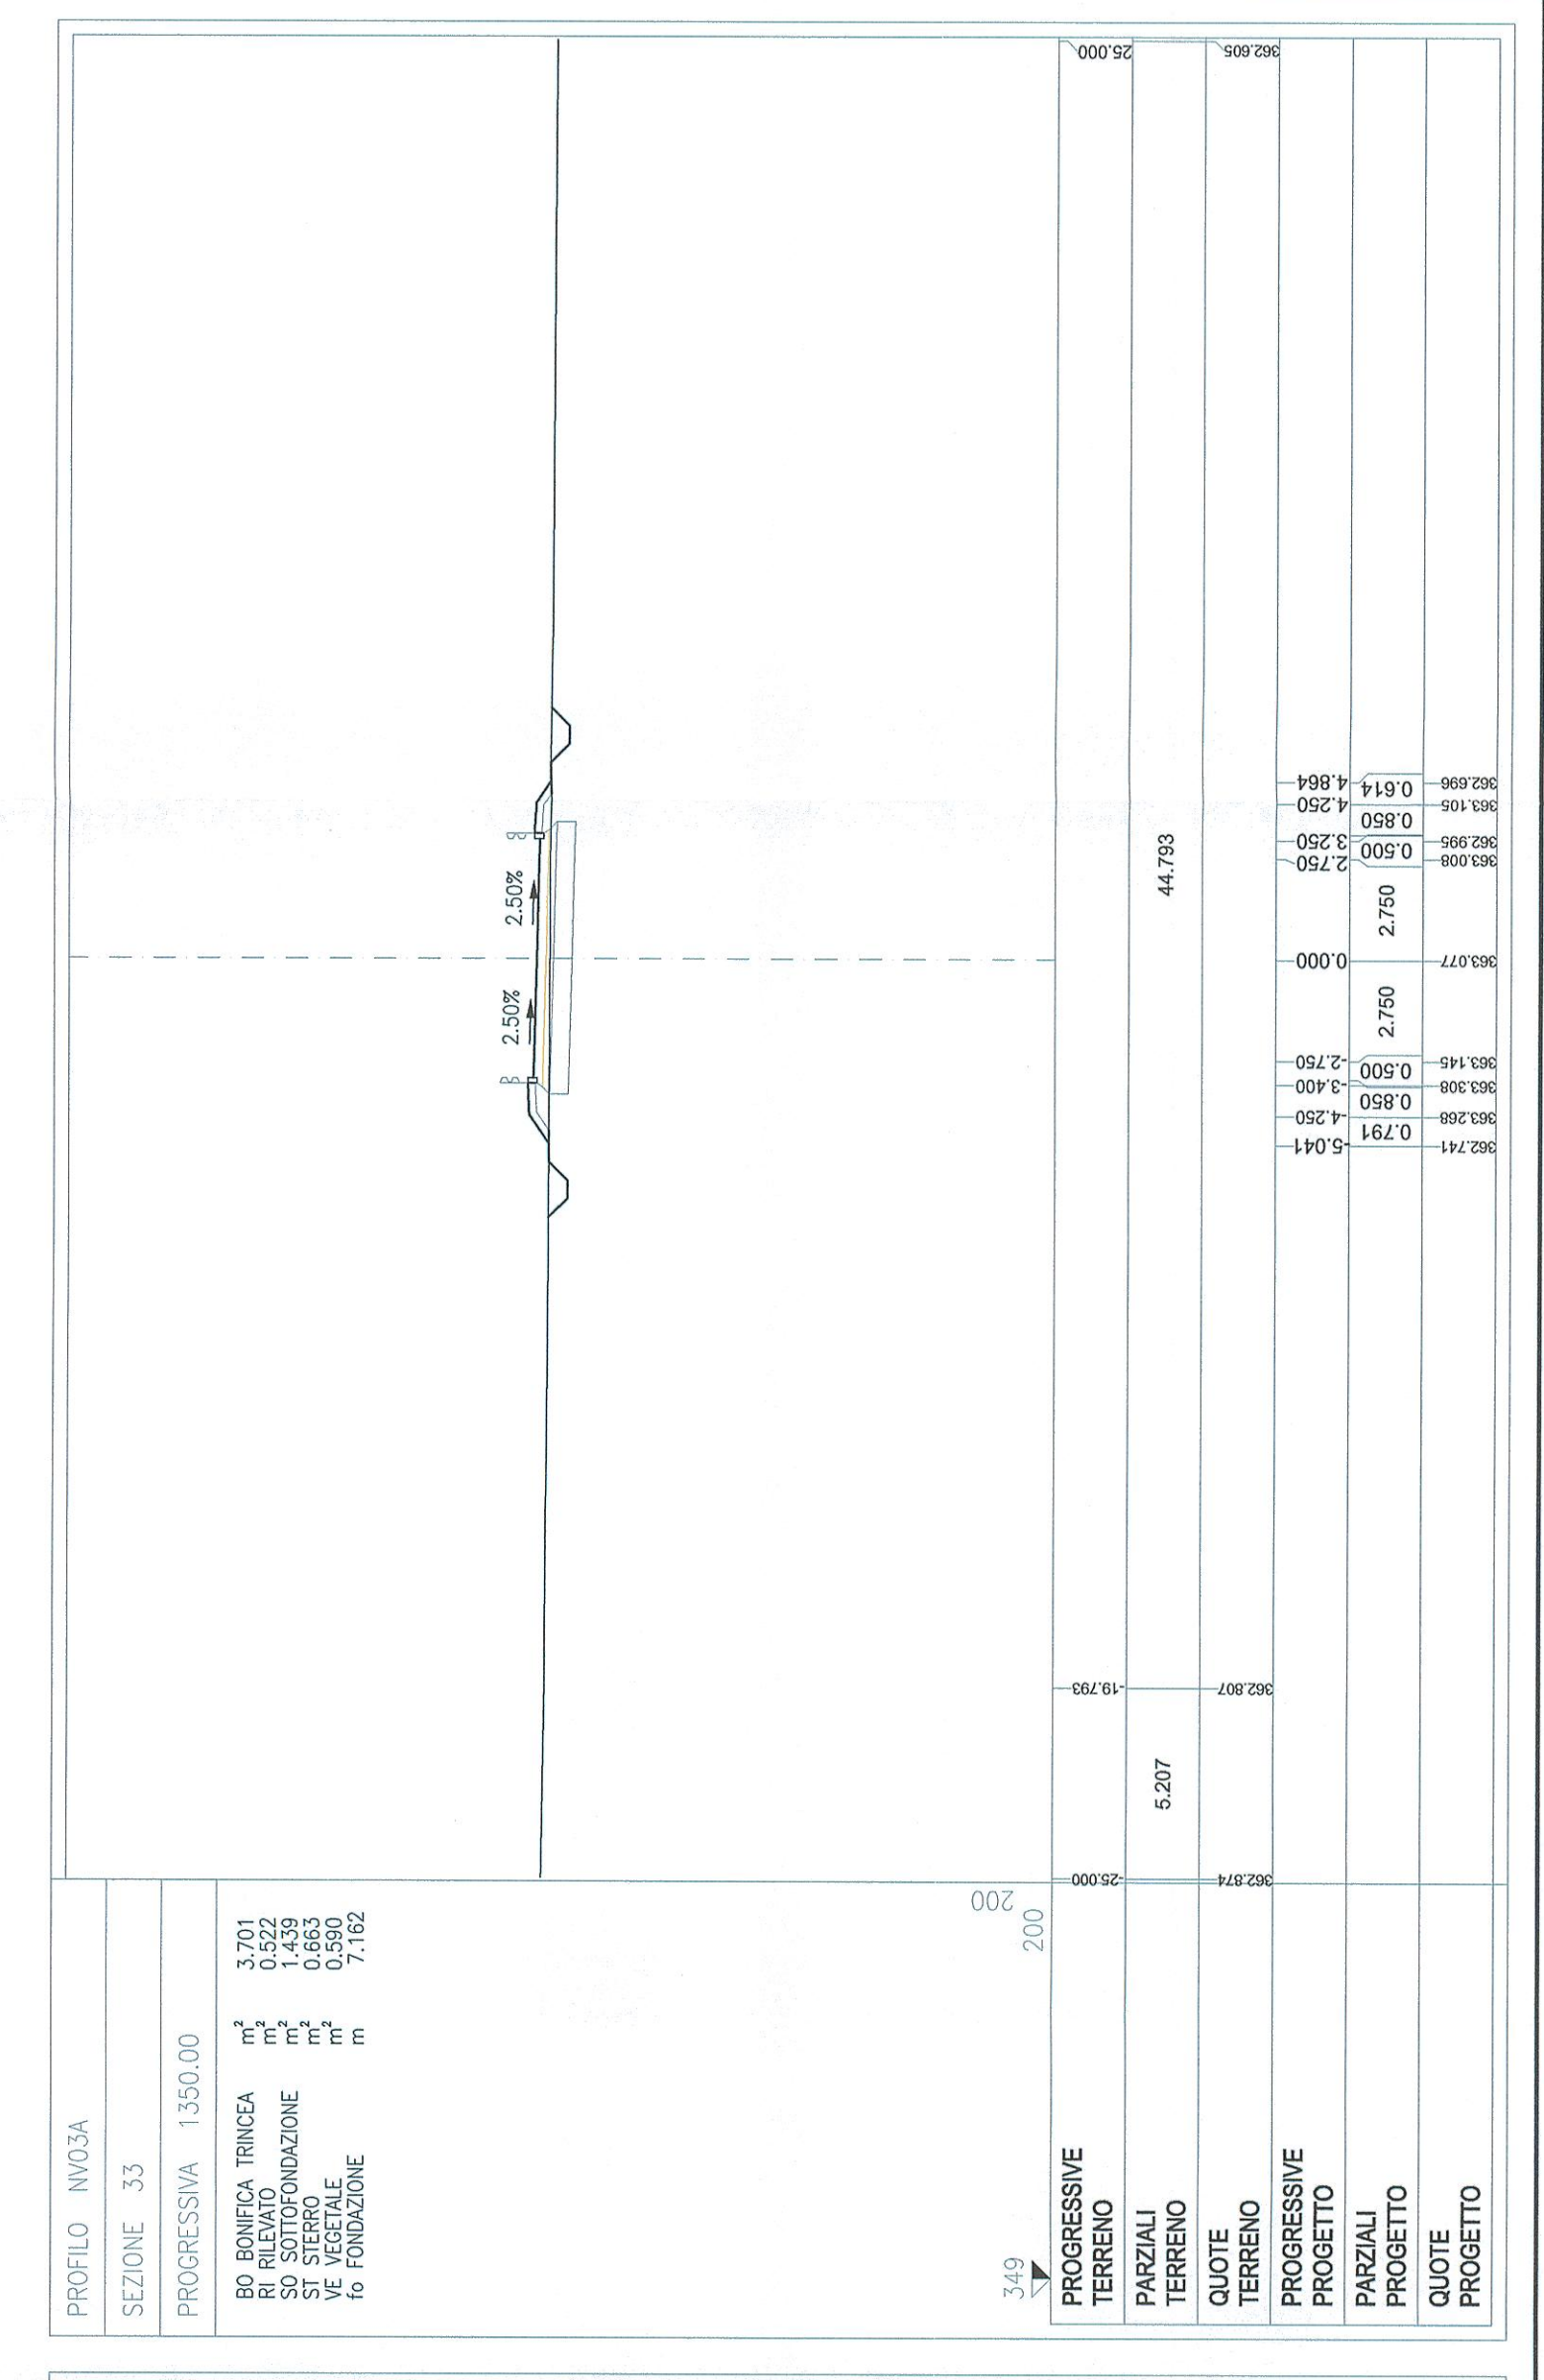 PROFILO NV03A
SEZIONE 33
PROGRESSIVA 1350.00
BO BONIFICA TRINCEA m² 3.701
RI RILEVATO m² 0.522
SO SOTTOFONDAZIONE m² 1.439
ST STERRO m² 0.663
VE VEGETALE m² 0.590
fo FONDAZIONE m 7.162
2.50% 2.50%
200
200
349
PROGRESSIVE TERRENO -25.000 -19.793 25.000
PARZIALI TERRENO 5.207 44.793
QUOTE TERRENO 362.874 362.807 362.605
PROGRESSIVE PROGETTO -5.041 -4.250 -3.400 -2.750 0.000 2.750 3.250 4.250 4.864
PARZIALI PROGETTO 0.791 0.850 0.500 2.750 2.750 0.500 0.850 0.614
QUOTE PROGETTO 362.741 363.268 363.308 363.145 363.077 363.008 362.995 363.105 362.696